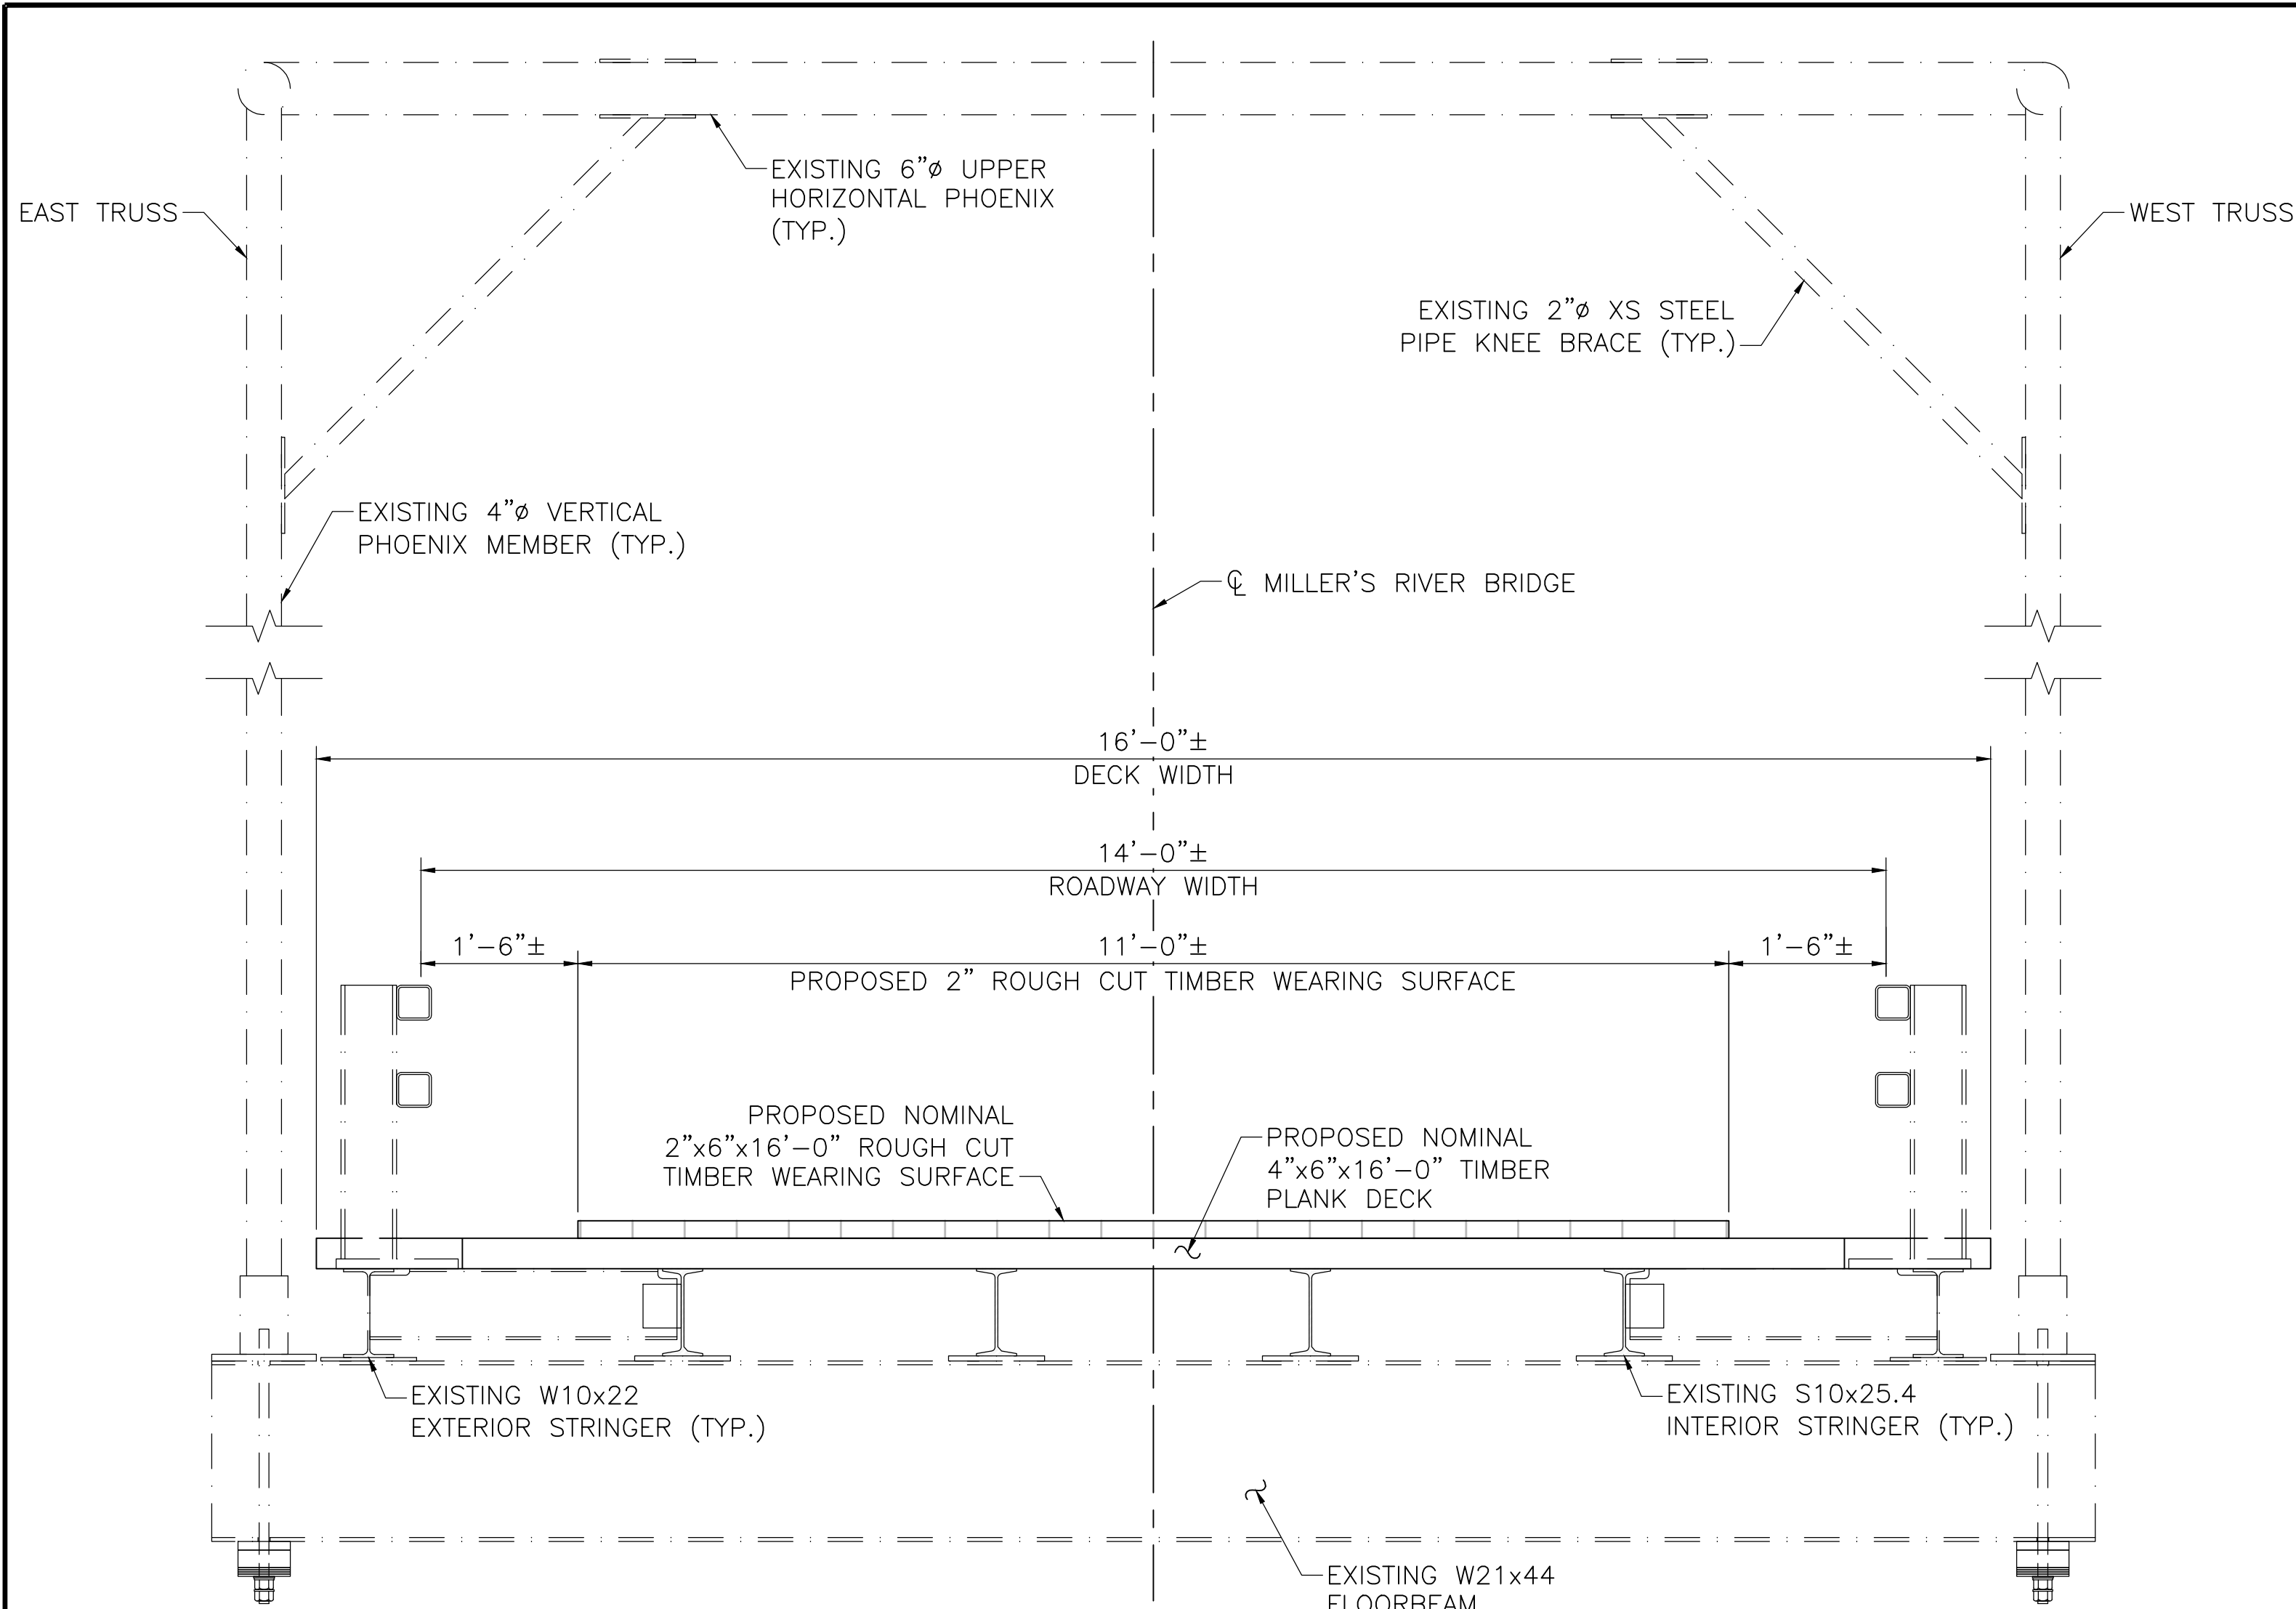 EXISTING 6"ø UPPER
HORIZONTAL PHOENIX
(TYP.)
EAST TRUSS
WEST TRUSS
EXISTING 2"ø XS STEEL
PIPE KNEE BRACE (TYP.)
EXISTING 4"ø VERTICAL
PHOENIX MEMBER (TYP.)
℄ MILLER'S RIVER BRIDGE
16'-0"±
DECK WIDTH
14'-0"±
ROADWAY WIDTH
1'-6"±
11'-0"±
1'-6"±
PROPOSED 2" ROUGH CUT TIMBER WEARING SURFACE
PROPOSED NOMINAL
2"x6"x16'-0" ROUGH CUT
TIMBER WEARING SURFACE
PROPOSED NOMINAL
4"x6"x16'-0" TIMBER
PLANK DECK
EXISTING W10x22
EXTERIOR STRINGER (TYP.)
EXISTING S10x25.4
INTERIOR STRINGER (TYP.)
EXISTING W21x44
FLOORBEAM